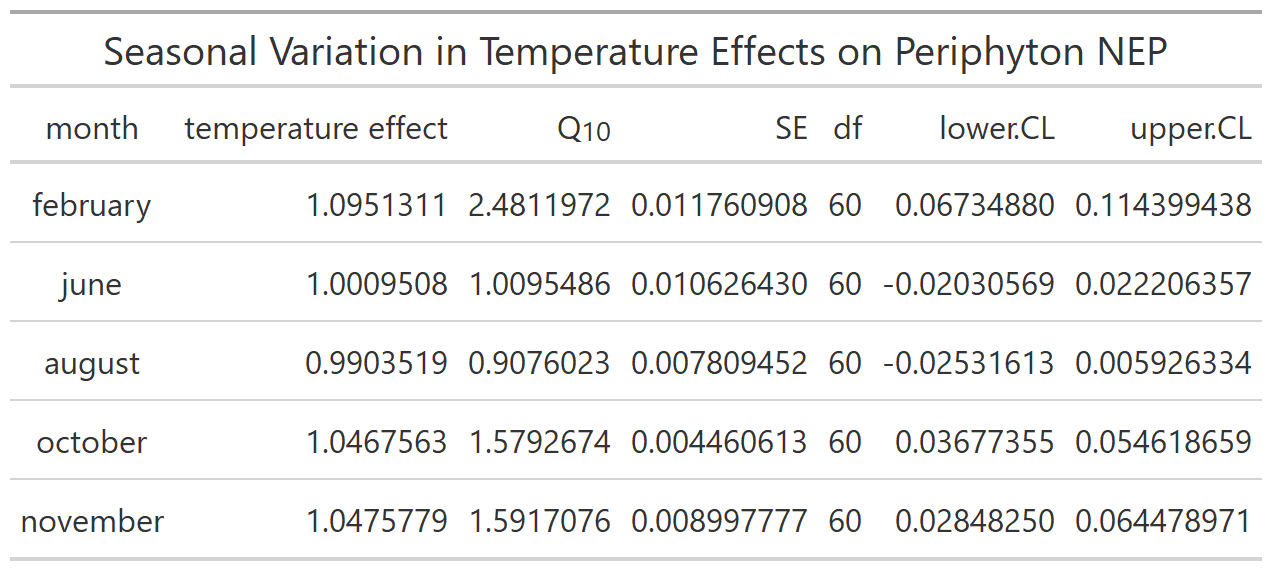 Seasonal Variation in Temperature Effects on Periphyton NEP
month temperature effect Q10 SE df lower.CL upper.CL
february 1.0951311 2.4811972 0.011760908 60 0.06734880 0.114399438
june 1.0009508 1.0095486 0.010626430 60 -0.02030569 0.022206357
august 0.9903519 0.9076023 0.007809452 60 -0.02531613 0.005926334
october 1.0467563 1.5792674 0.004460613 60 0.03677355 0.054618659
november 1.0475779 1.5917076 0.008997777 60 0.02848250 0.064478971